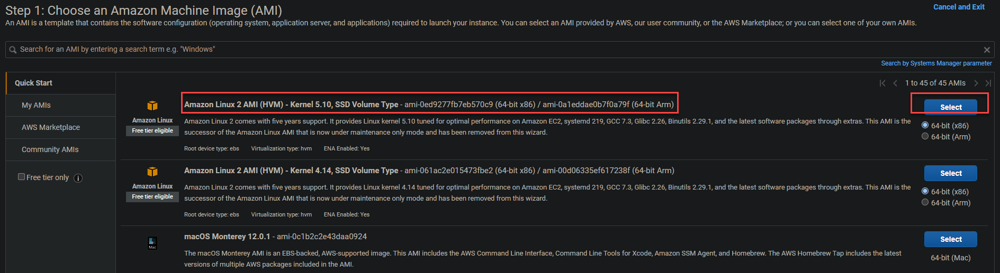 Step 1: Choose an Amazon Machine Image (AMI)
Cancel and Exit
An AMI is a template that contains the software configuration (operating system, application server, and applications) required to launch your instance. You can select an AMI provided by AWS, our user community, or the AWS Marketplace; or you can select one of your own AMIs.
Search for an AMI by entering a search term e.g. "Windows"
Search by Systems Manager parameter
Quick Start
My AMIs
AWS Marketplace
Community AMIs
Free tier only
1 to 45 of 45 AMIs
Amazon Linux
Free tier eligible
Amazon Linux 2 AMI (HVM) - Kernel 5.10, SSD Volume Type - ami-0ed9277fb7eb570c9 (64-bit x86) / ami-0a1eddae0b7f0a79f (64-bit Arm)
Amazon Linux 2 comes with five years support. It provides Linux kernel 5.10 tuned for optimal performance on Amazon EC2, systemd 219, GCC 7.3, Glibc 2.26, Binutils 2.29.1, and the latest software packages through extras. This AMI is the
successor of the Amazon Linux AMI that is now under maintenance only mode and has been removed from this wizard.
Root device type: ebs Virtualization type: hvm ENA Enabled: Yes
Select
64-bit (x86)
64-bit (Arm)
Amazon Linux
Free tier eligible
Amazon Linux 2 AMI (HVM) - Kernel 4.14, SSD Volume Type - ami-061ac2e015473fbe2 (64-bit x86) / ami-00d06335ef617238f (64-bit Arm)
Amazon Linux 2 comes with five years support. It provides Linux kernel 4.14 tuned for optimal performance on Amazon EC2, systemd 219, GCC 7.3, Glibc 2.26, Binutils 2.29.1, and the latest software packages through extras. This AMI is the
successor of the Amazon Linux AMI that is now under maintenance only mode and has been removed from this wizard.
Root device type: ebs Virtualization type: hvm ENA Enabled: Yes
Select
64-bit (x86)
64-bit (Arm)
Mac
macOS Monterey 12.0.1 - ami-0c1b2c2e43daa0924
The macOS Monterey AMI is an EBS-backed, AWS-supported image. This AMI includes the AWS Command Line Interface, Command Line Tools for Xcode, Amazon SSM Agent, and Homebrew. The AWS Homebrew Tap includes the latest
versions of multiple AWS packages included in the AMI.
Select
64-bit (Mac)